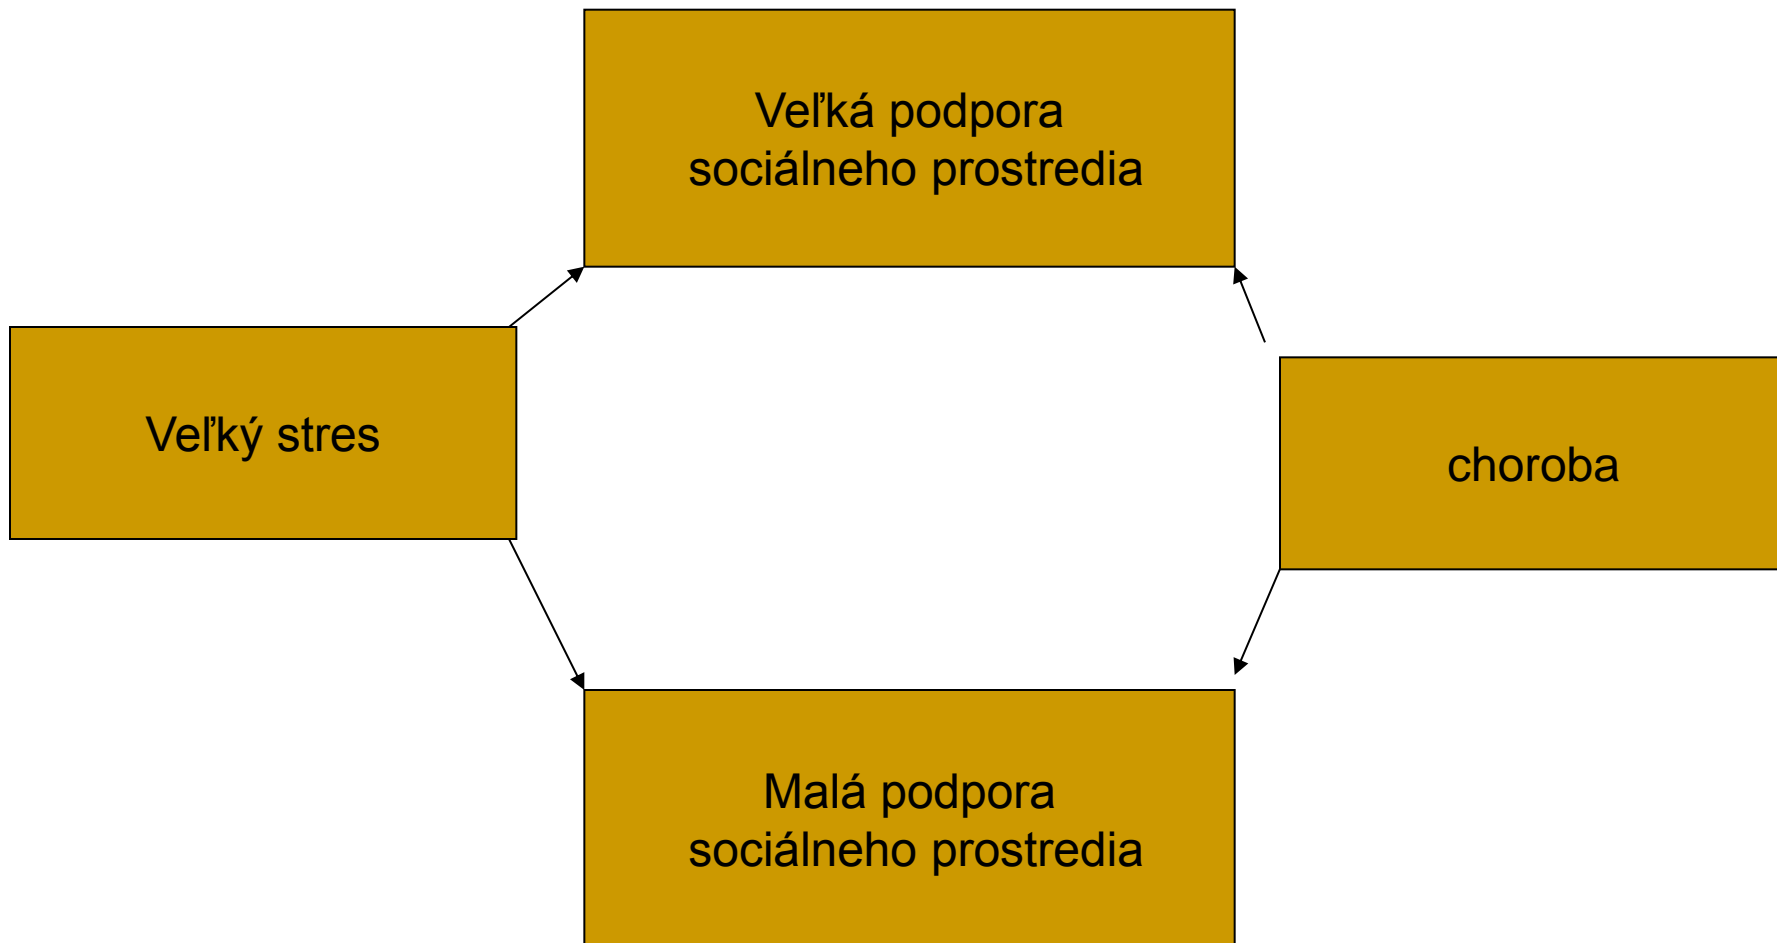 Veľká podpora
sociálneho prostredia
Veľký stres
choroba
Malá podpora
sociálneho prostredia